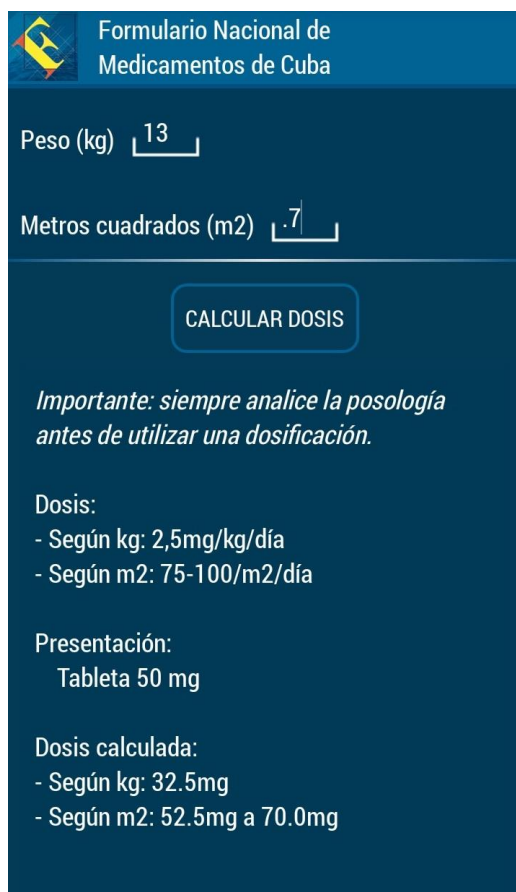 Formulario Nacional de
Medicamentos de Cuba
Peso (kg) 13
Metros cuadrados (m2) .7
CALCULAR DOSIS
Importante: siempre analice la posología
antes de utilizar una dosificación.
Dosis:
- Según kg: 2,5mg/kg/día
- Según m2: 75-100/m2/día
Presentación:
Tableta 50 mg
Dosis calculada:
- Según kg: 32.5mg
- Según m2: 52.5mg a 70.0mg